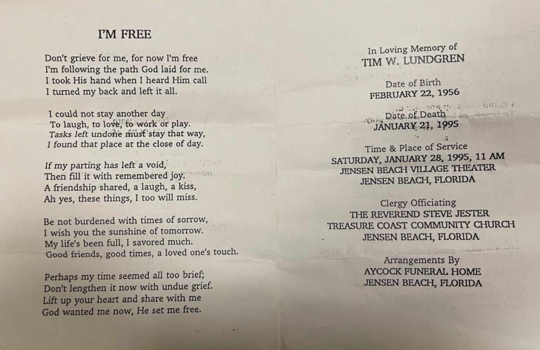 I'M FREE
Don't grieve for me, for now I'm free
I'm following the path God laid for me.
I took His hand when I heard Him call
I turned my back and left it all.
I could not stay another day
To laugh, to love, to work or play.
Tasks left undone must stay that way,
I found that place at the close of day.
If my parting has left a void,
Then fill it with remembered joy.
A friendship shared, a laugh, a kiss,
Ah yes, these things, I too will miss.
Be not burdened with times of sorrow,
I wish you the sunshine of tomorrow.
My life's been full, I savored much.
Good friends, good times, a loved one's touch.
Perhaps my time seemed all too brief;
Don't lengthen it now with undue grief.
Lift up your heart and share with me
God wanted me now, He set me free.
In Loving Memory of
TIM W. LUNDGREN
Date of Birth
FEBRUARY 22, 1956
Date of Death
JANUARY 21, 1995
Time & Place of Service
SATURDAY, JANUARY 28, 1995, 11 AM
JENSEN BEACH VILLAGE THEATER
JENSEN BEACH, FLORIDA
Clergy Officiating
THE REVEREND STEVE JESTER
TREASURE COAST COMMUNITY CHURCH
JENSEN BEACH, FLORIDA
Arrangements By
AYCOCK FUNERAL HOME
JENSEN BEACH, FLORIDA